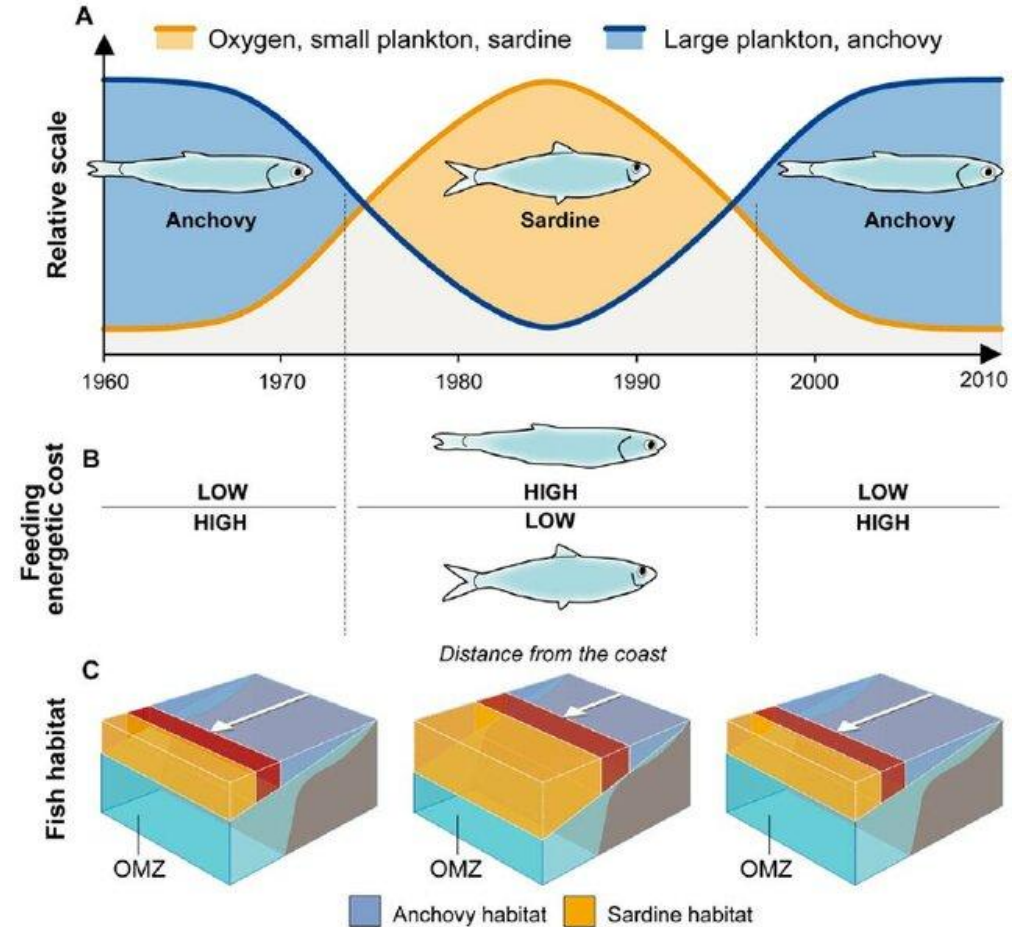 A
Oxygen, small plankton, sardine
Large plankton, anchovy
Relative scale
Anchovy
Sardine
Anchovy
1960
1970
1980
1990
2000
2010
B
Feeding
energetic cost
LOW
HIGH
HIGH
LOW
LOW
HIGH
Distance from the coast
C
Fish habitat
OMZ
OMZ
OMZ
Anchovy habitat
Sardine habitat